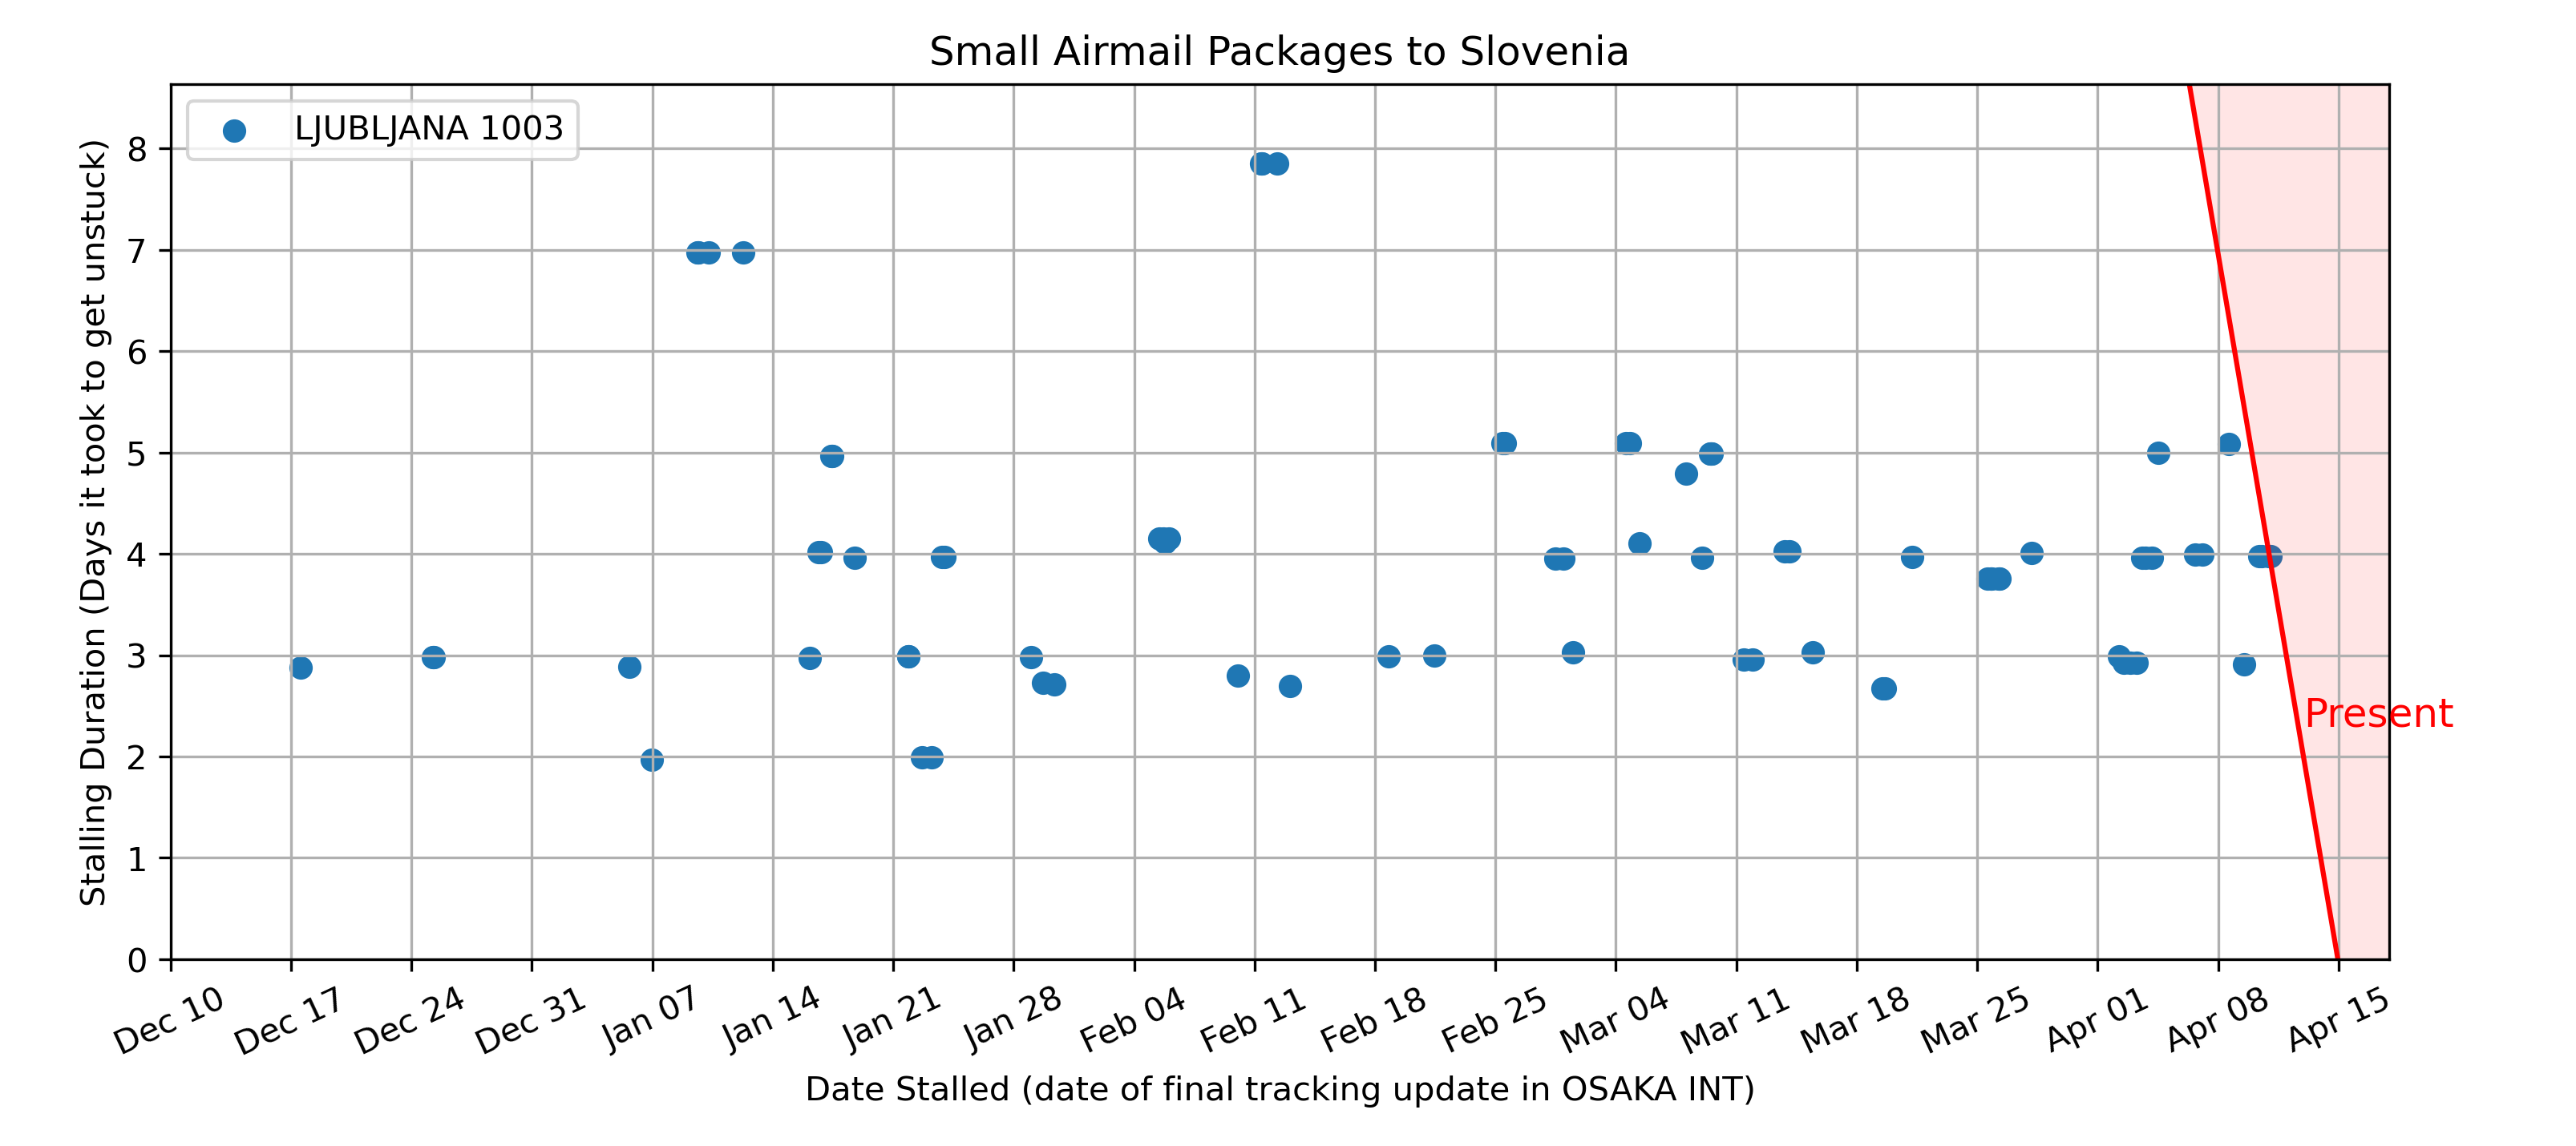 Small Airmail Packages to Slovenia
LJUBLJANA 1003
Stalling Duration (Days it took to get unstuck)
8
7
6
5
4
3
2
1
0
Present
Dec 10 Dec 17 Dec 24 Dec 31 Jan 07 Jan 14 Jan 21 Jan 28 Feb 04 Feb 11 Feb 18 Feb 25 Mar 04 Mar 11 Mar 18 Mar 25 Apr 01 Apr 08 Apr 15
Date Stalled (date of final tracking update in OSAKA INT)